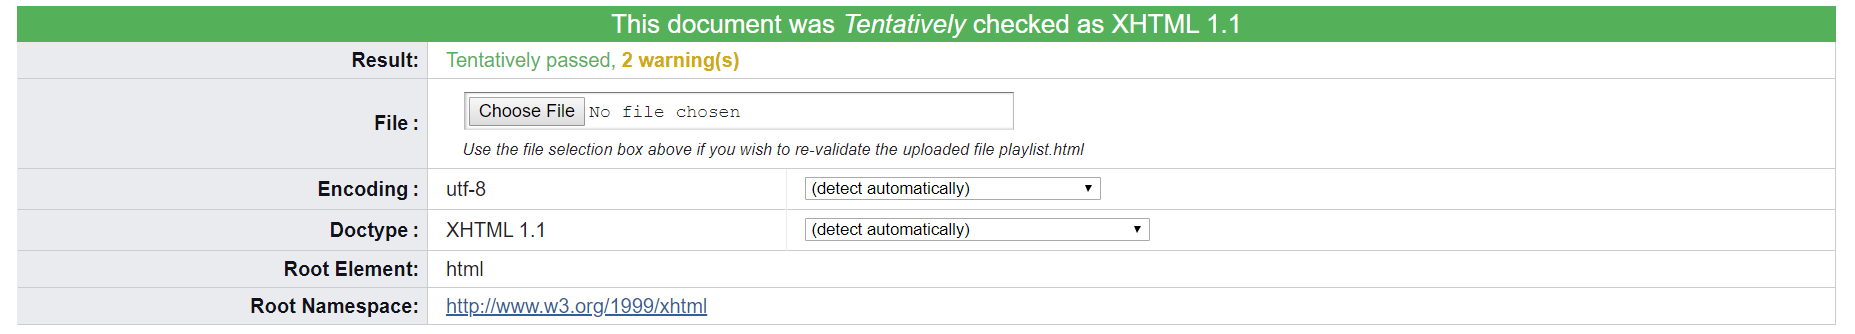 This document was Tentatively checked as XHTML 1.1
Result: Tentatively passed, 2 warning(s)
File : Choose File No file chosen
Use the file selection box above if you wish to re-validate the uploaded file playlist.html
Encoding : utf-8 (detect automatically)
Doctype : XHTML 1.1 (detect automatically)
Root Element: html
Root Namespace: http://www.w3.org/1999/xhtml